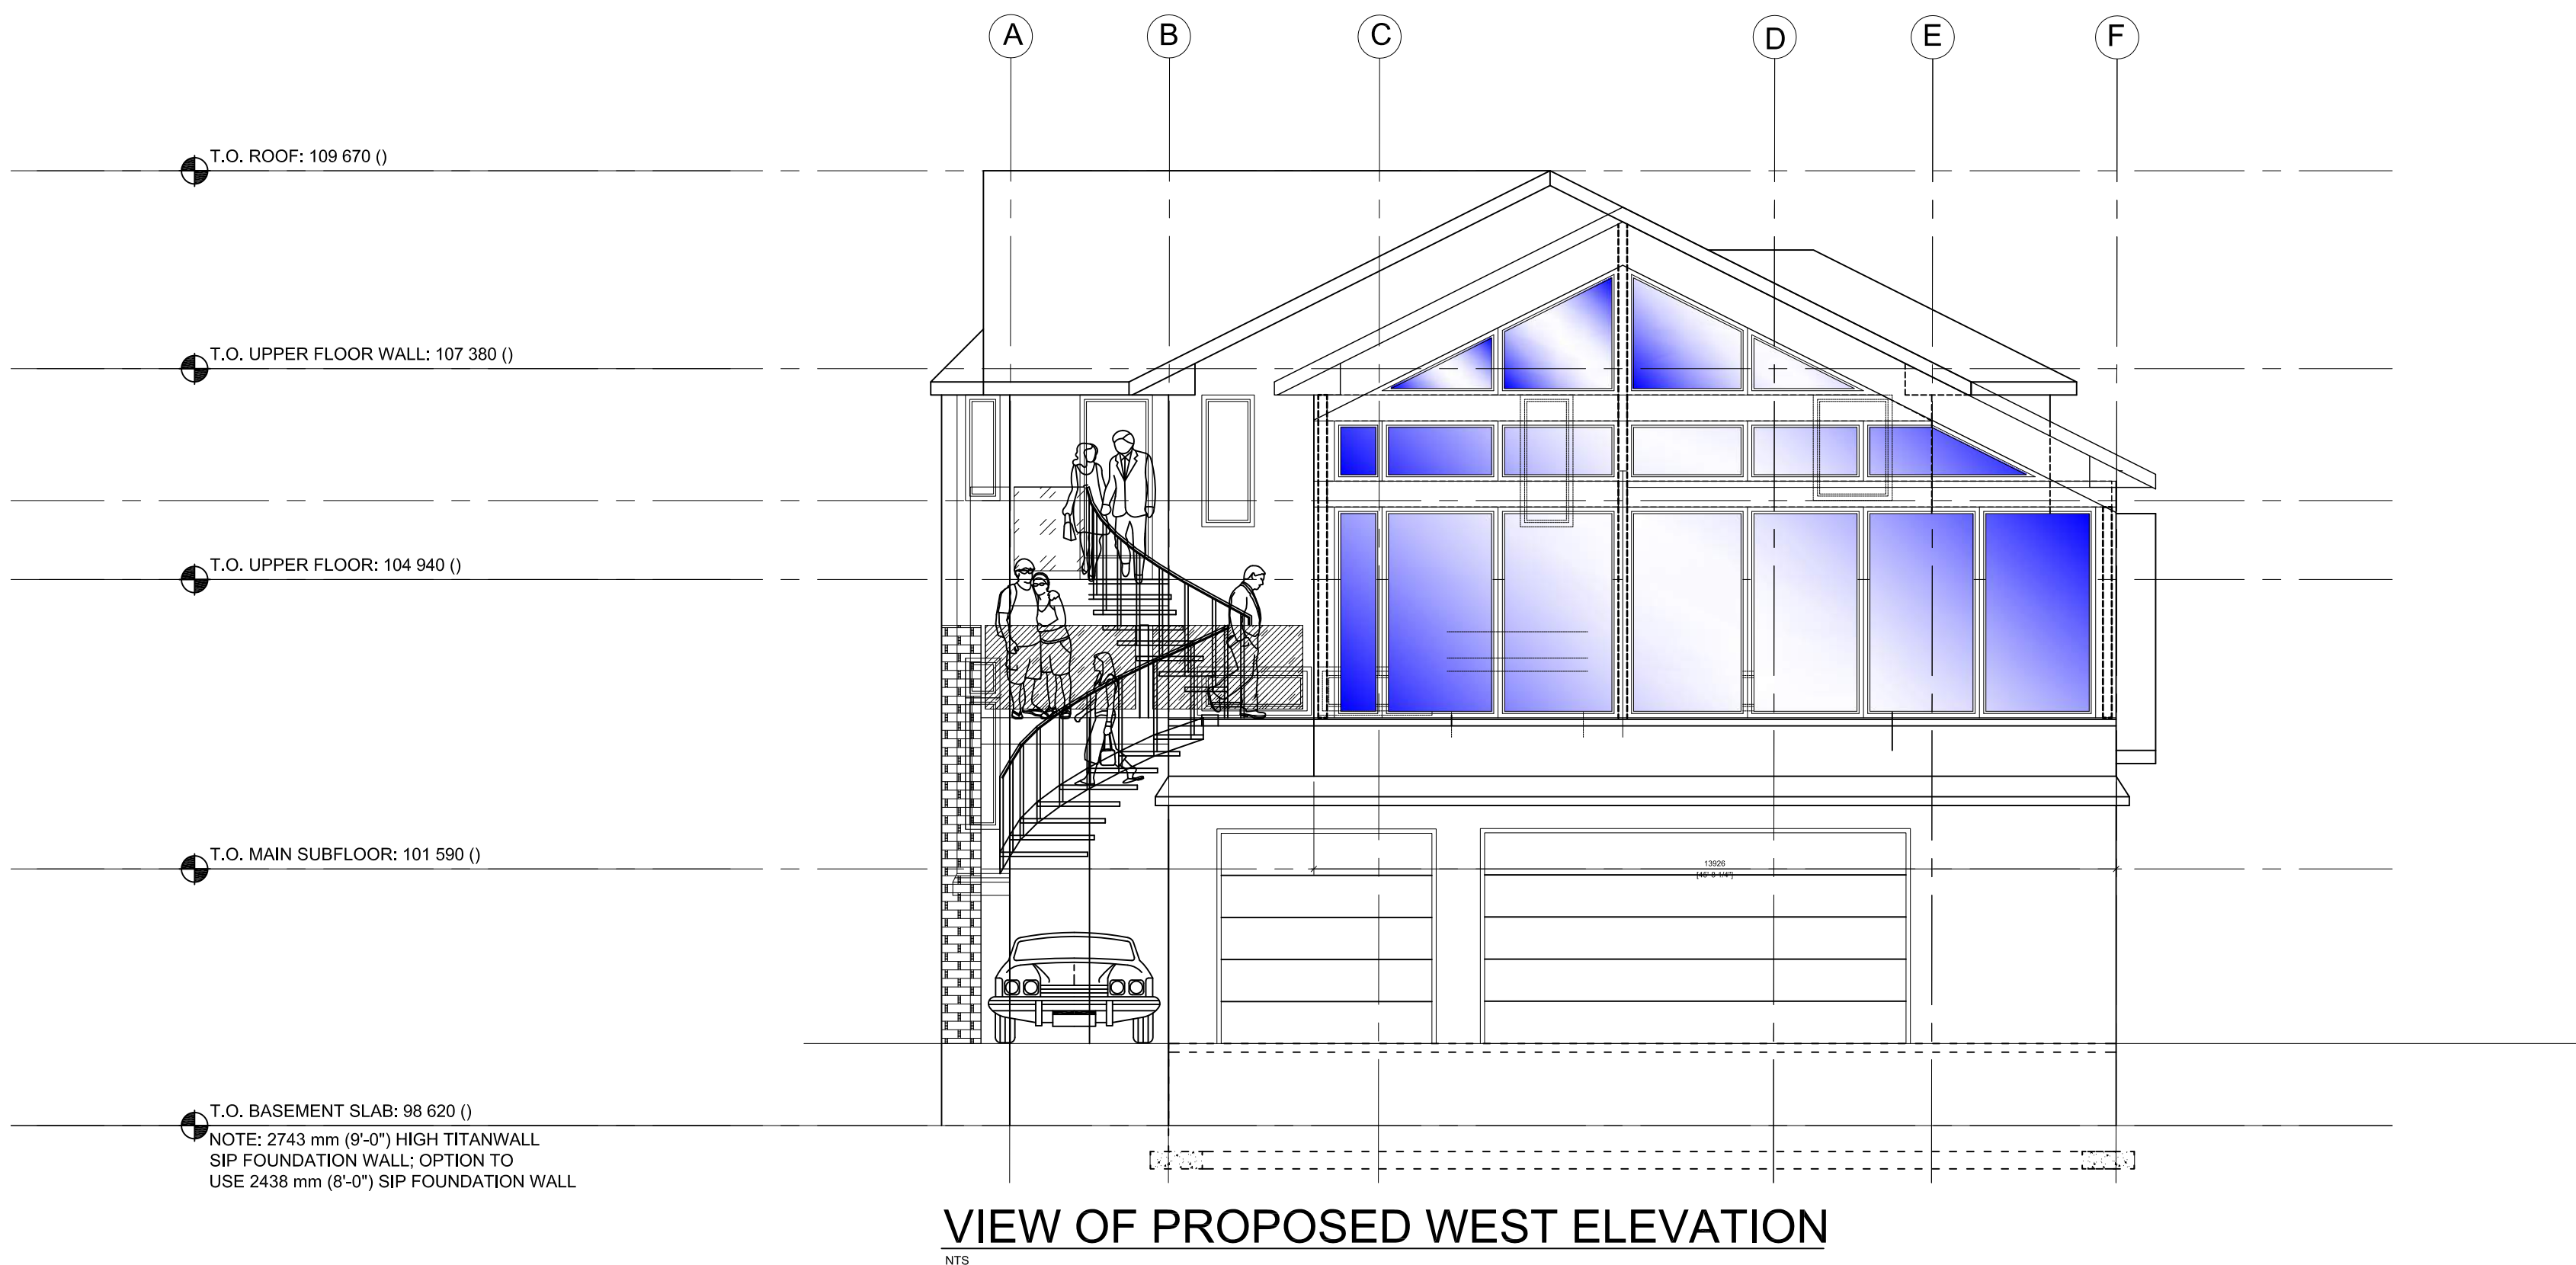 A
B
C
D
E
F
T.O. ROOF: 109 670 ()
T.O. UPPER FLOOR WALL: 107 380 ()
T.O. UPPER FLOOR: 104 940 ()
T.O. MAIN SUBFLOOR: 101 590 ()
13926
T.O. BASEMENT SLAB: 98 620 ()
NOTE: 2743 mm (9'-0") HIGH TITANWALL
SIP FOUNDATION WALL; OPTION TO
USE 2438 mm (8'-0") SIP FOUNDATION WALL
VIEW OF PROPOSED WEST ELEVATION
NTS